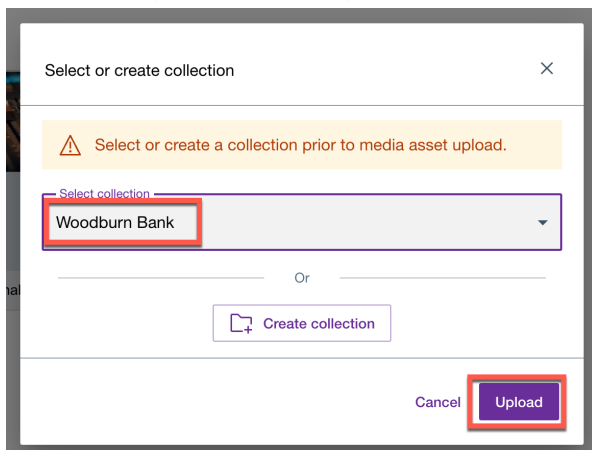 Select or create collection
Select or create a collection prior to media asset upload.
Select collection
Woodburn Bank
Or
Create collection
Cancel
Upload